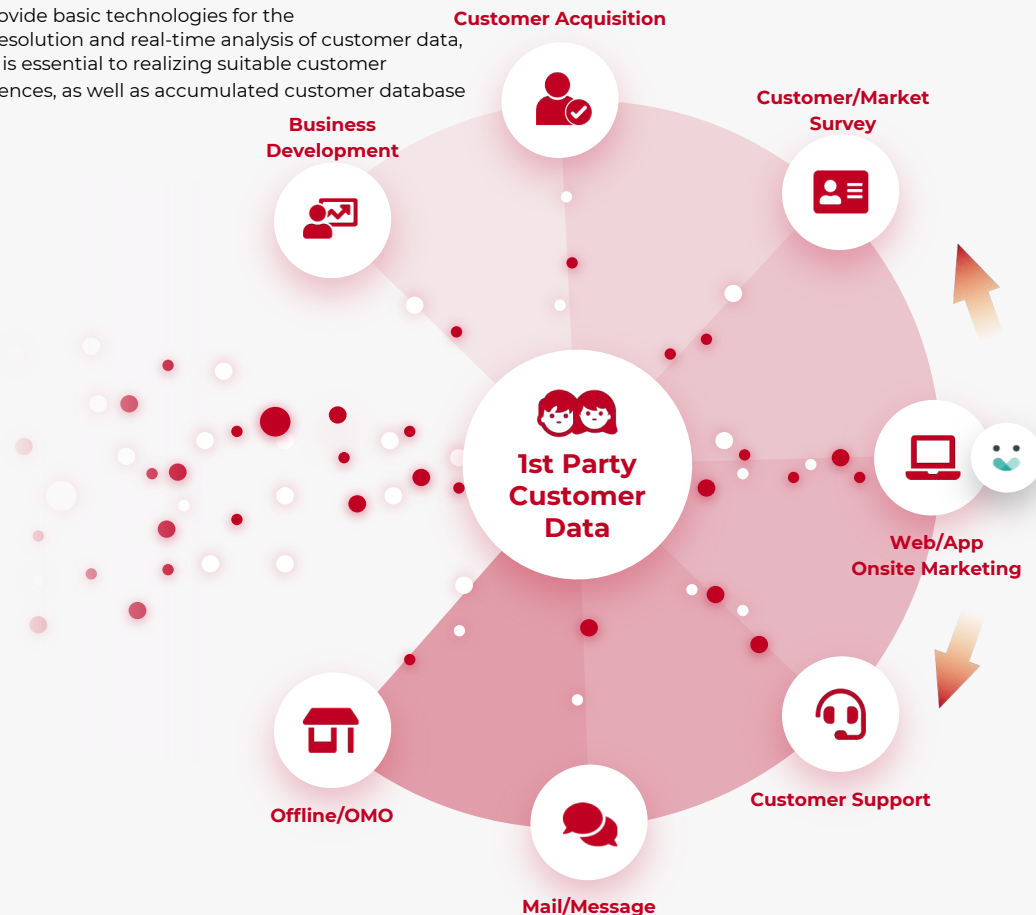 ovide basic technologies for the
esolution and real-time analysis of customer data,
is essential to realizing suitable customer
ences, as well as accumulated customer database
Customer Acquisition
Customer/Market
Survey
Business
Development
1st Party
Customer
Data
Web/App
Onsite Marketing
Customer Support
Offline/OMO
Mail/Message